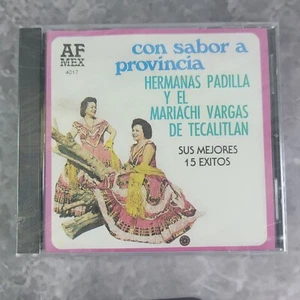 AF
MEX
4017
con sabor a
provincia
HERMANAS PADILLA
Y EL
MARIACHI VARGAS
DE TECALITLAN
SUS MEJORES
15 EXITOS